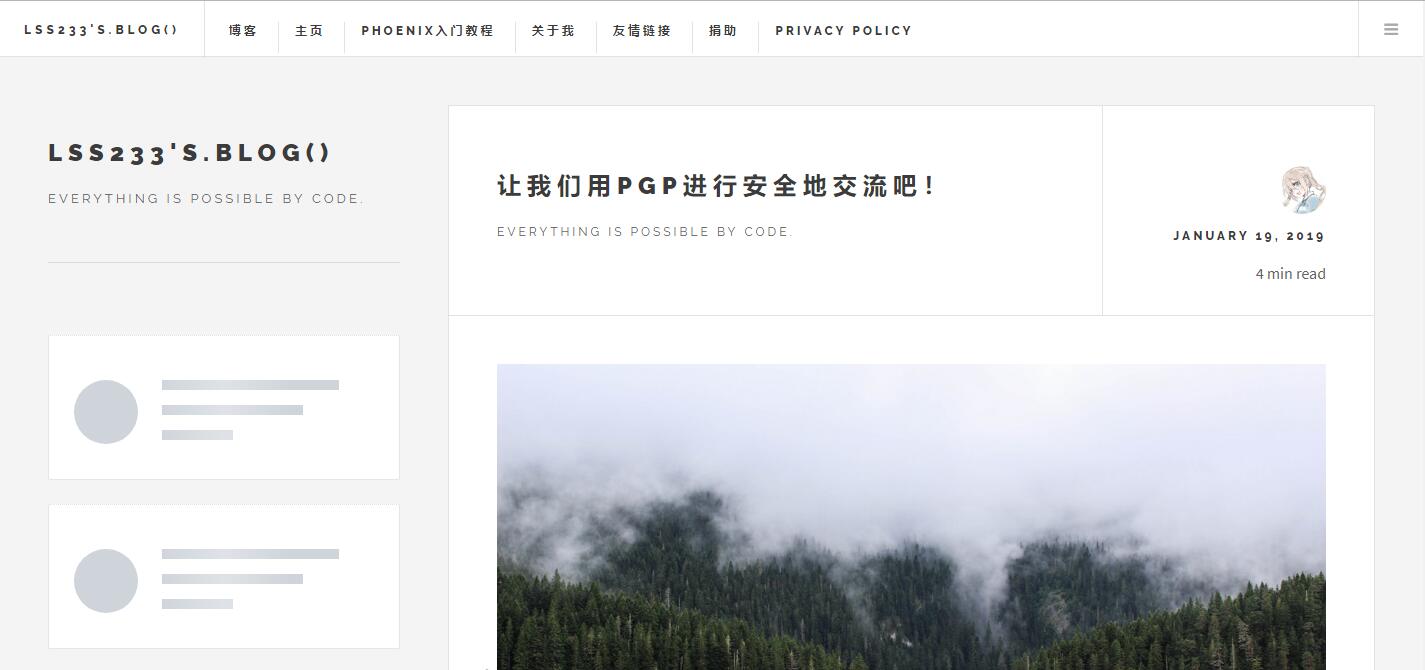 LSS233'S.BLOG()
博客 主页 PHOENIX入门教程 关于我 友情链接 捐助 PRIVACY POLICY
LSS233'S.BLOG()
EVERYTHING IS POSSIBLE BY CODE.
让我们用PGP进行安全地交流吧!
EVERYTHING IS POSSIBLE BY CODE.
JANUARY 19, 2019
4 min read